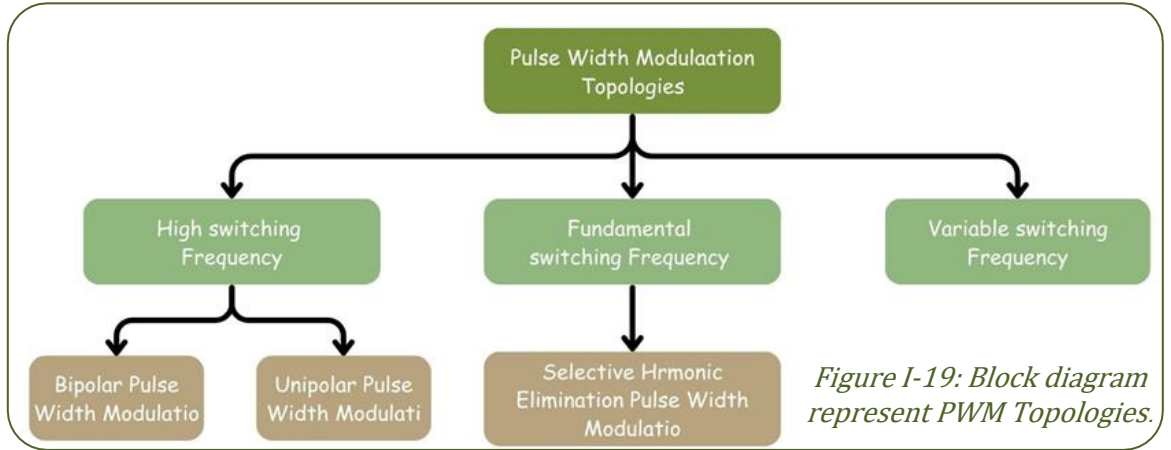 Pulse Width Modulaation
Topologies
High switching
Frequency
Fundamental
switching Frequency
Variable switching
Frequency
Bipolar Pulse
Width Modulatio
Unipolar Pulse
Width Modulati
Selective Hrmonic
Elimination Pulse Width
Modulatio
Figure I-19: Block diagram
represent PWM Topologies.